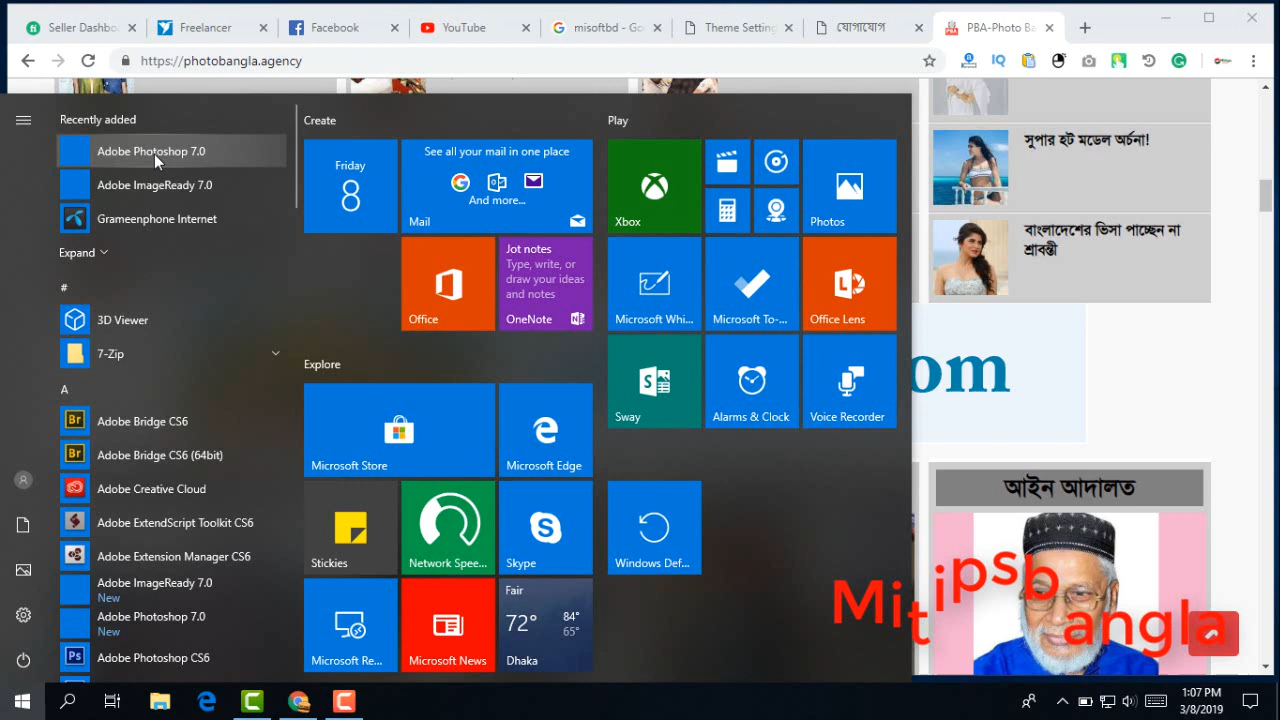 Seller Dashbo
Freelancer
Facebook
YouTube
misoftbd - Go
Theme Setting
যোগাযোগ
PBA-Photo Ba
https://photobangla.agency
IQ
সুপার হট মডেল অর্চনা!
বাংলাদেশের ভিসা পাচ্ছেন না
শ্রাবন্তী
om
আইন আদালত
Mitipsbangla
Recently added
Adobe Photoshop 7.0
Adobe ImageReady 7.0
Grameenphone Internet
Expand
#
3D Viewer
7-Zip
A
Adobe Bridge CS6
Adobe Bridge CS6 (64bit)
Adobe Creative Cloud
Adobe ExtendScript Toolkit CS6
Adobe Extension Manager CS6
Adobe ImageReady 7.0
New
Adobe Photoshop 7.0
New
Adobe Photoshop CS6
Create
Friday
8
See all your mail in one place
And more...
Mail
Office
Jot notes
Type, write, or
draw your ideas
and notes
OneNote
Explore
Microsoft Store
Microsoft Edge
Stickies
Network Spee...
Skype
Microsoft Re...
Microsoft News
Fair
72° 84°
65°
Dhaka
Play
Xbox
Photos
Microsoft Whi...
Microsoft To-...
Office Lens
Sway
Alarms & Clock
Voice Recorder
Windows Def...
1:07 PM
3/8/2019